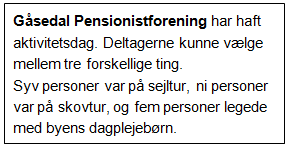 Gåsedal Pensionistforening har haft
aktivitetsdag. Deltagerne kunne vælge
mellem tre forskellige ting.
Syv personer var på sejltur, ni personer
var på skovtur, og fem personer legede
med byens dagplejebørn.